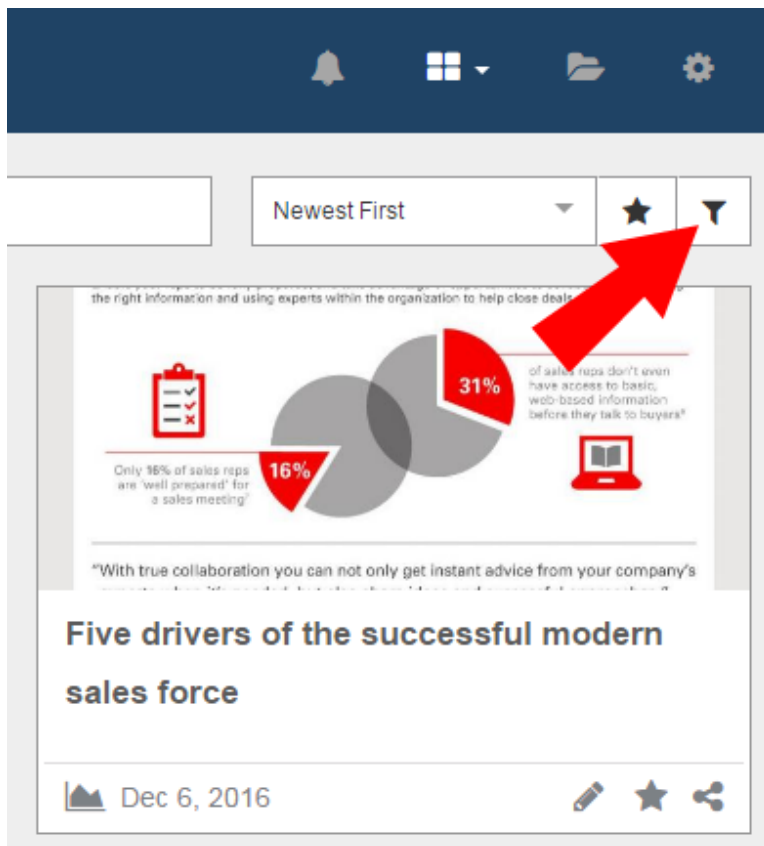 Newest First
the right information and using experts within the organization to help close deals
31%
of sales reps don't even
have access to basic,
web-based information
before they talk to buyers⁸
Only 16% of sales reps
are 'well prepared' for
a sales meeting⁷
16%
"With true collaboration you can not only get instant advice from your company's
Five drivers of the successful modern
sales force
Dec 6, 2016